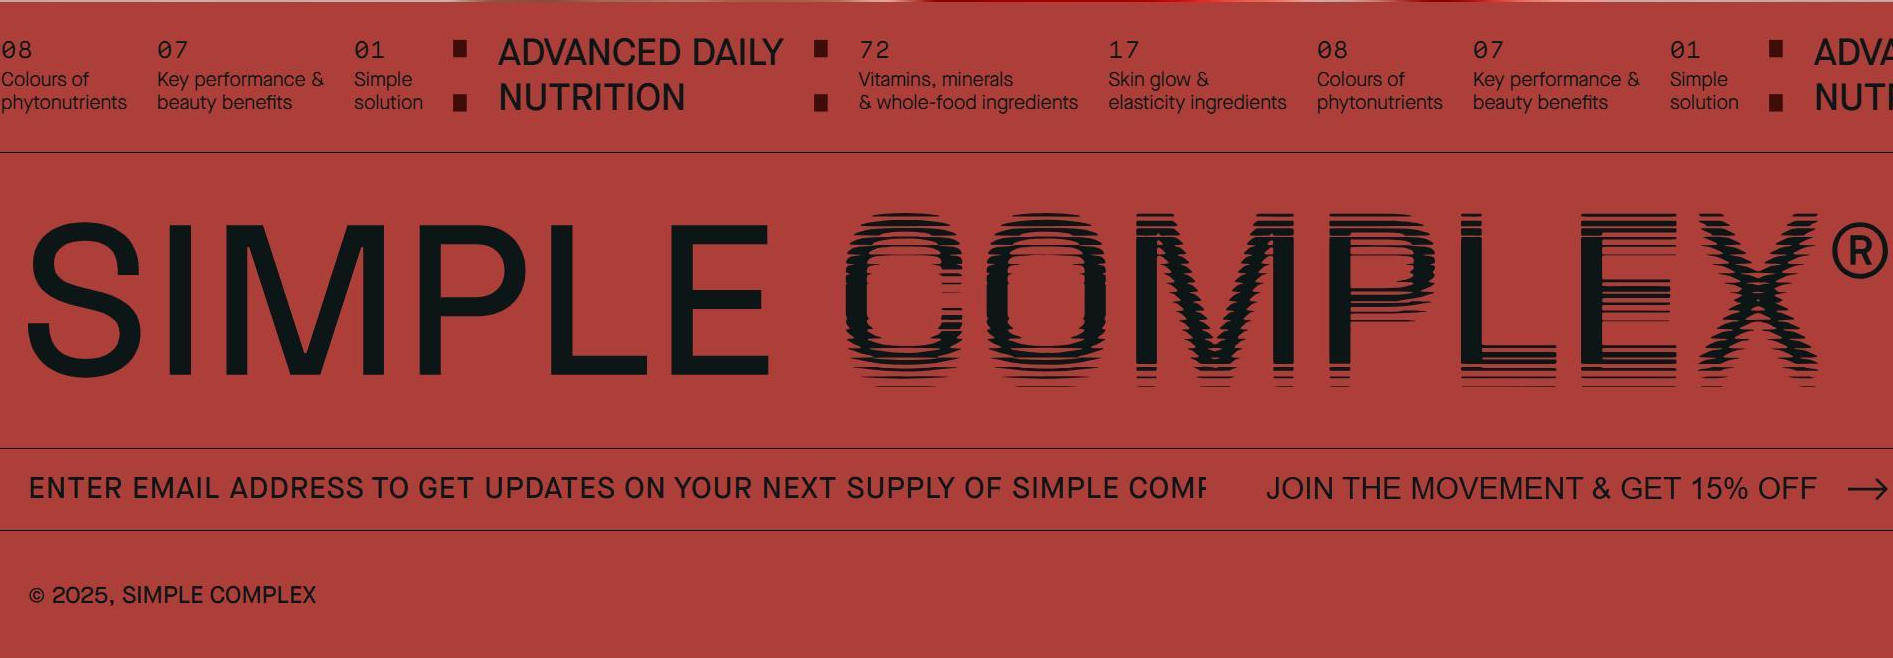 08
Colours of
phytonutrients
07
Key performance &
beauty benefits
01
Simple
solution
ADVANCED DAILY
NUTRITION
72
Vitamins, minerals
& whole-food ingredients
17
Skin glow &
elasticity ingredients
08
Colours of
phytonutrients
07
Key performance &
beauty benefits
01
Simple
solution
ADVA
NUTR
SIMPLE COMPLEX®
ENTER EMAIL ADDRESS TO GET UPDATES ON YOUR NEXT SUPPLY OF SIMPLE COMP
JOIN THE MOVEMENT & GET 15% OFF →
© 2025, SIMPLE COMPLEX